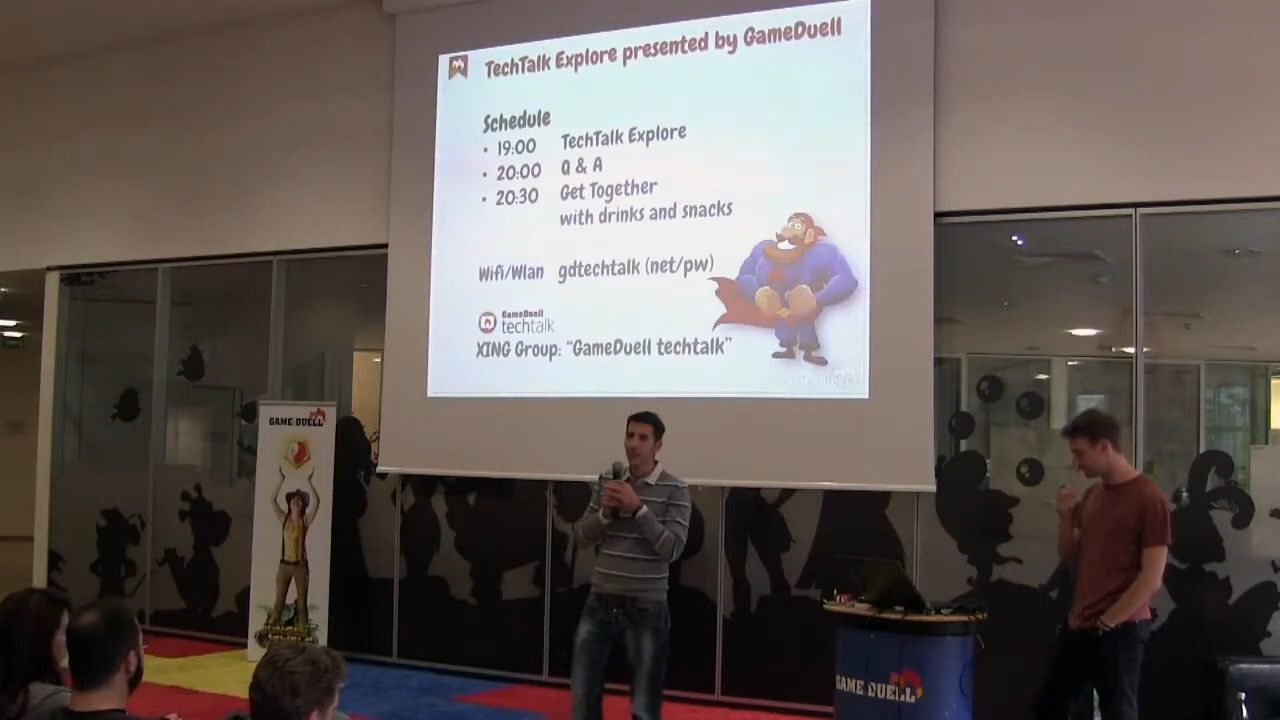 TechTalk Explore presented by GameDuell
Schedule
• 19:00 TechTalk Explore
• 20:00 Q & A
• 20:30 Get Together
with drinks and snacks
Wifi/Wlan gdtechtalk (net/pw)
GameDuell
techtalk
XING Group: “GameDuell techtalk”
GAME DUELL
GAME DUELL